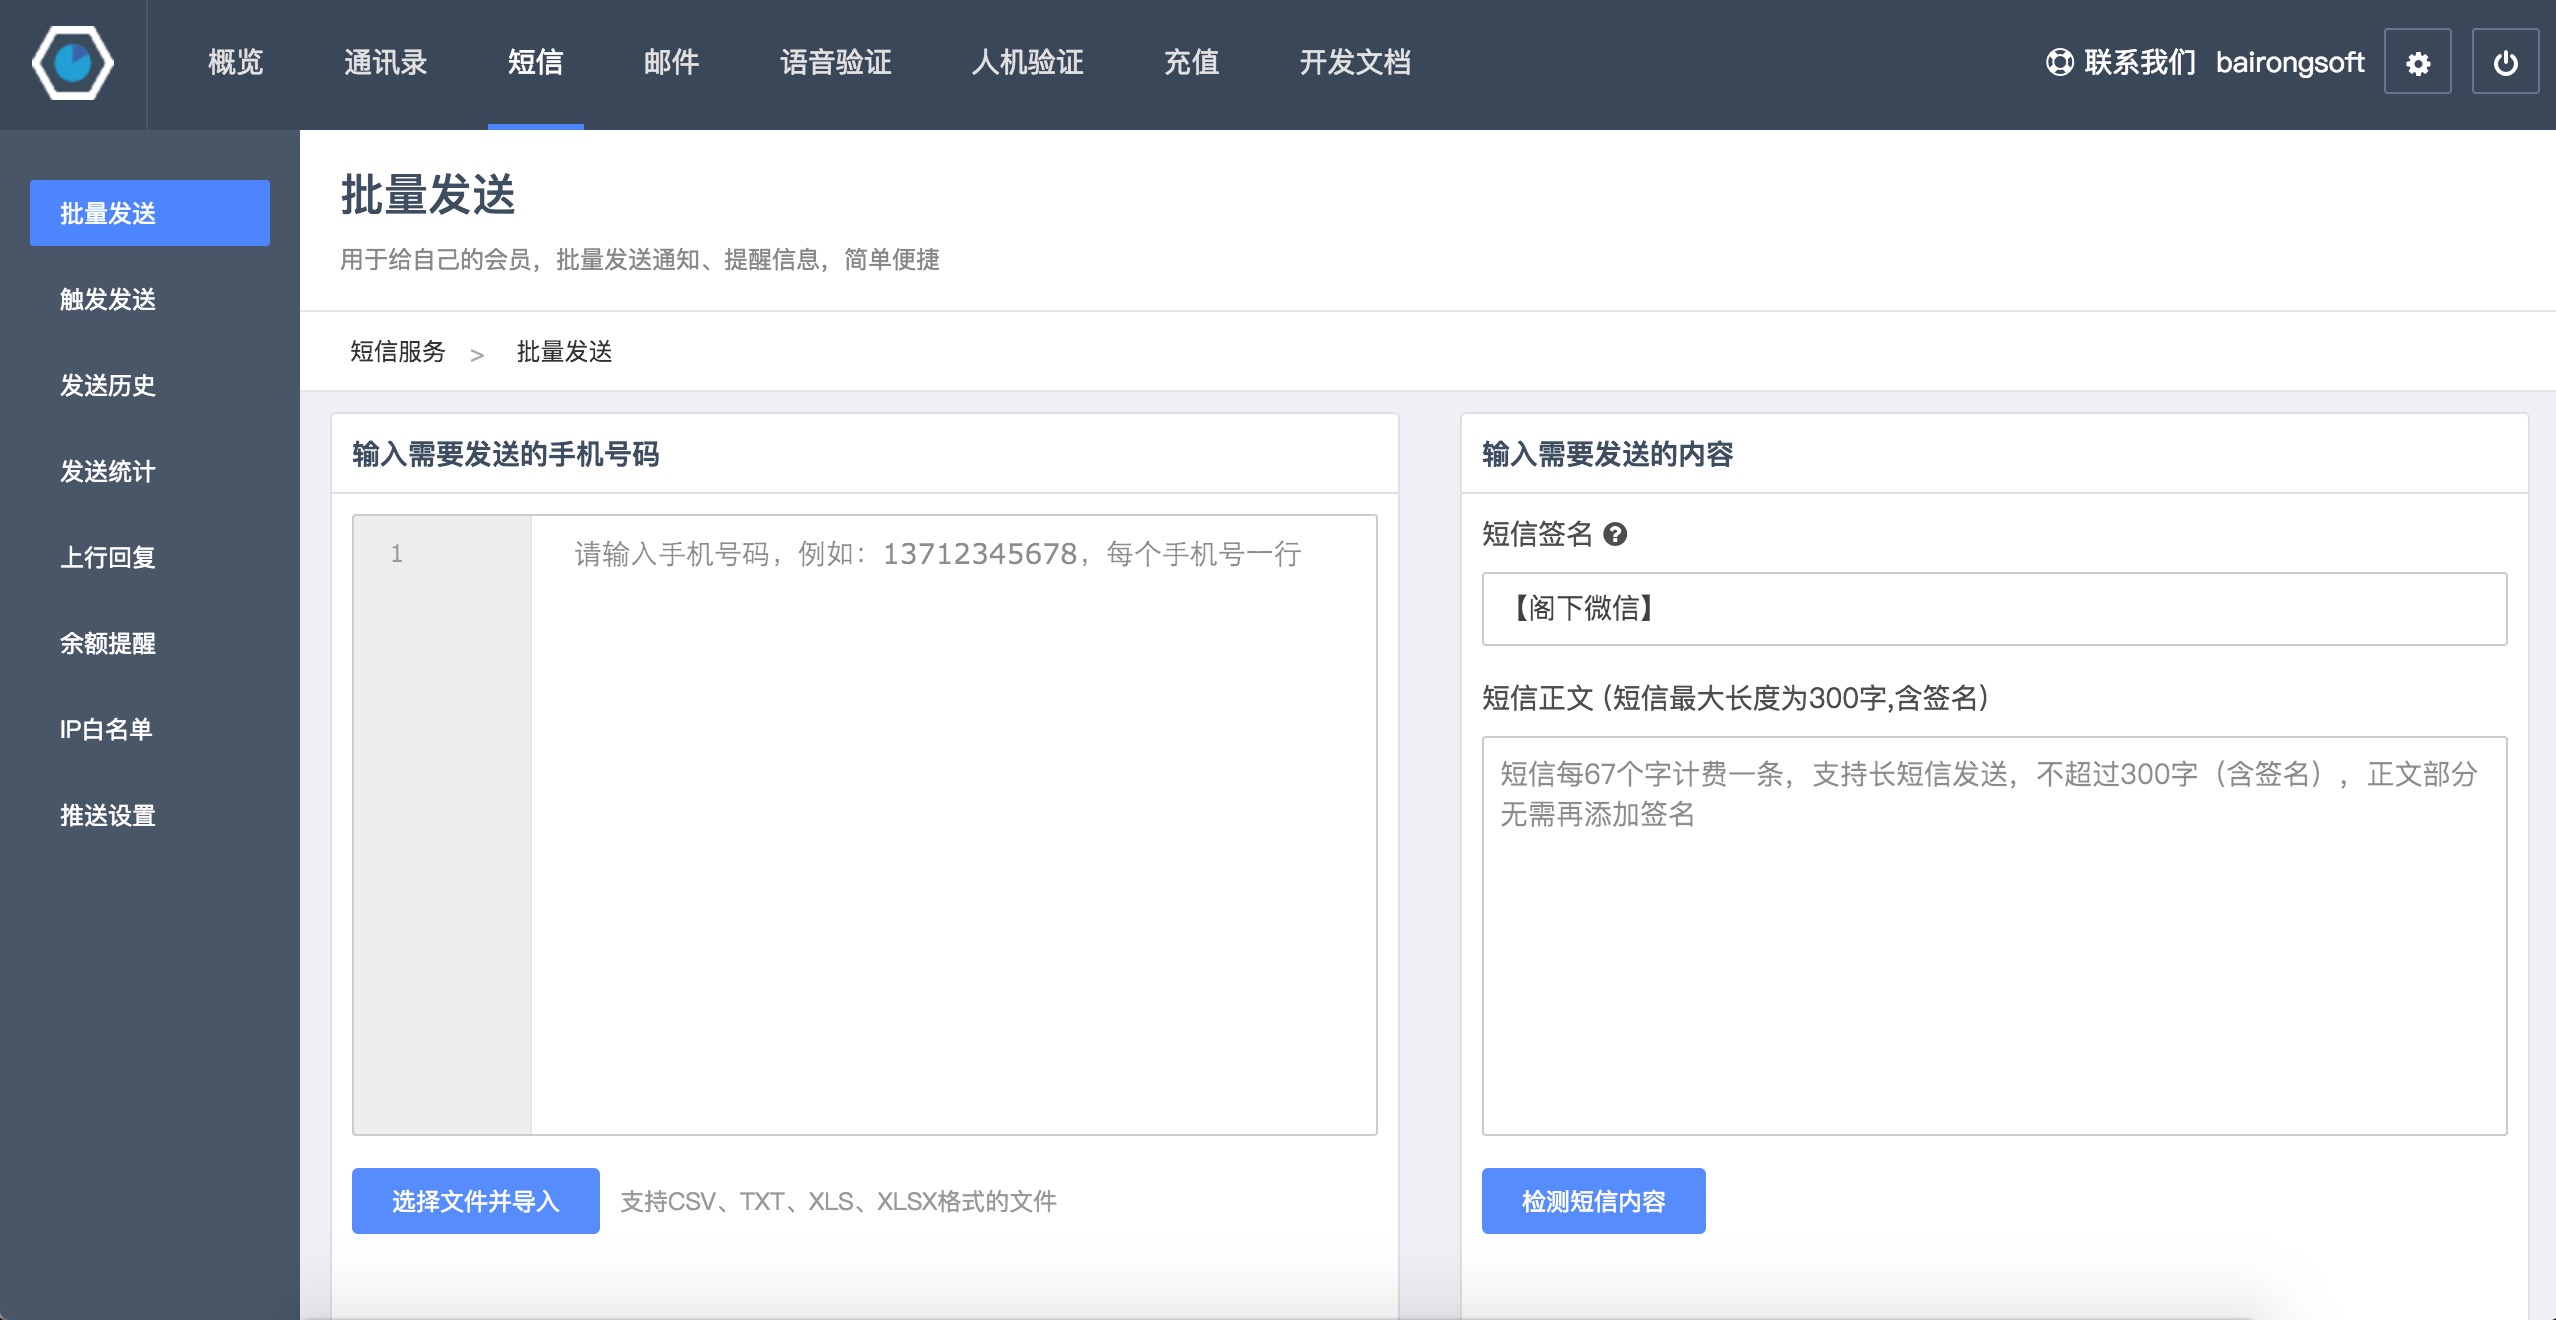 概览 通讯录 短信 邮件 语音验证 人机验证 充值 开发文档 联系我们 bairongsoft
批量发送
触发发送
发送历史
发送统计
上行回复
余额提醒
IP白名单
推送设置
批量发送
用于给自己的会员，批量发送通知、提醒信息，简单便捷
短信服务 > 批量发送
输入需要发送的手机号码
1 请输入手机号码，例如：13712345678，每个手机号一行
选择文件并导入 支持CSV、TXT、XLS、XLSX格式的文件
输入需要发送的内容
短信签名
【阁下微信】
短信正文 (短信最大长度为300字,含签名)
短信每67个字计费一条，支持长短信发送，不超过300字（含签名），正文部分
无需再添加签名
检测短信内容